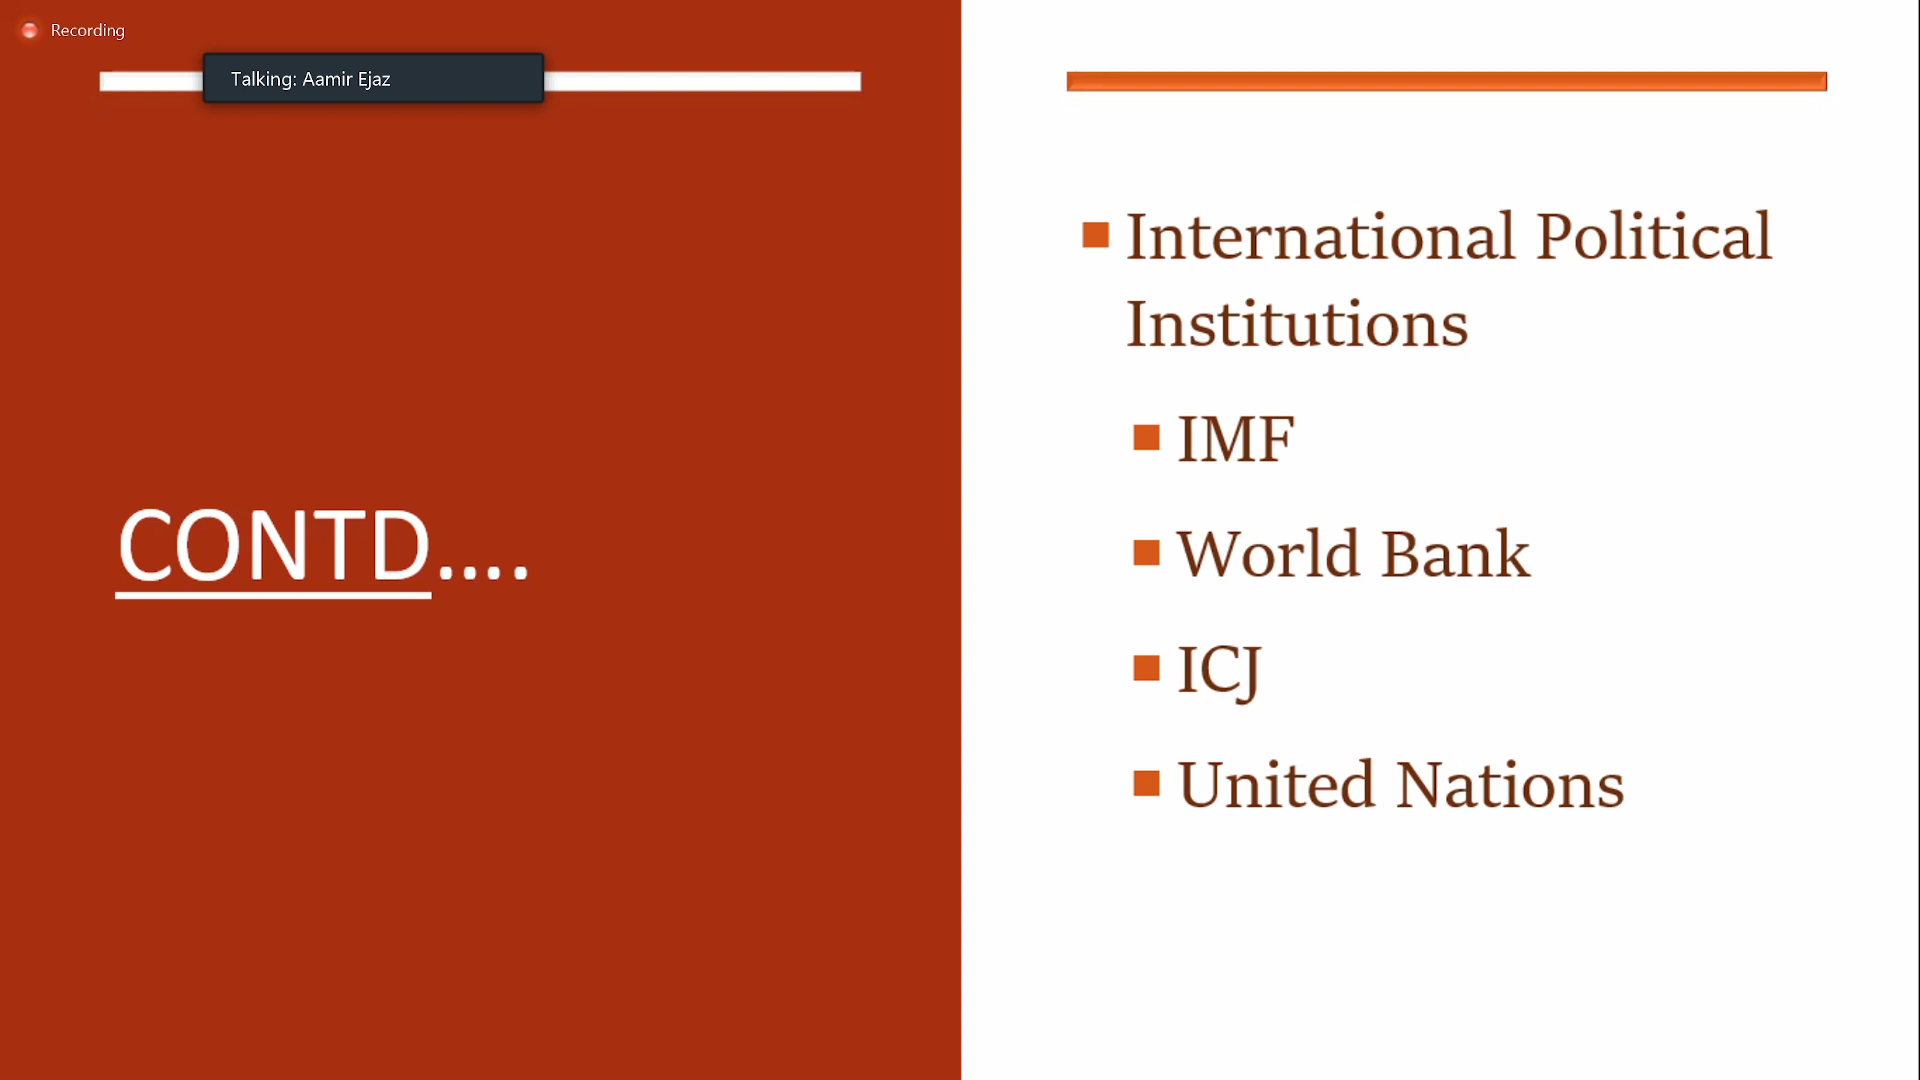 Recording
Talking: Aamir Ejaz
CONTD....
International Political
Institutions
IMF
World Bank
ICJ
United Nations